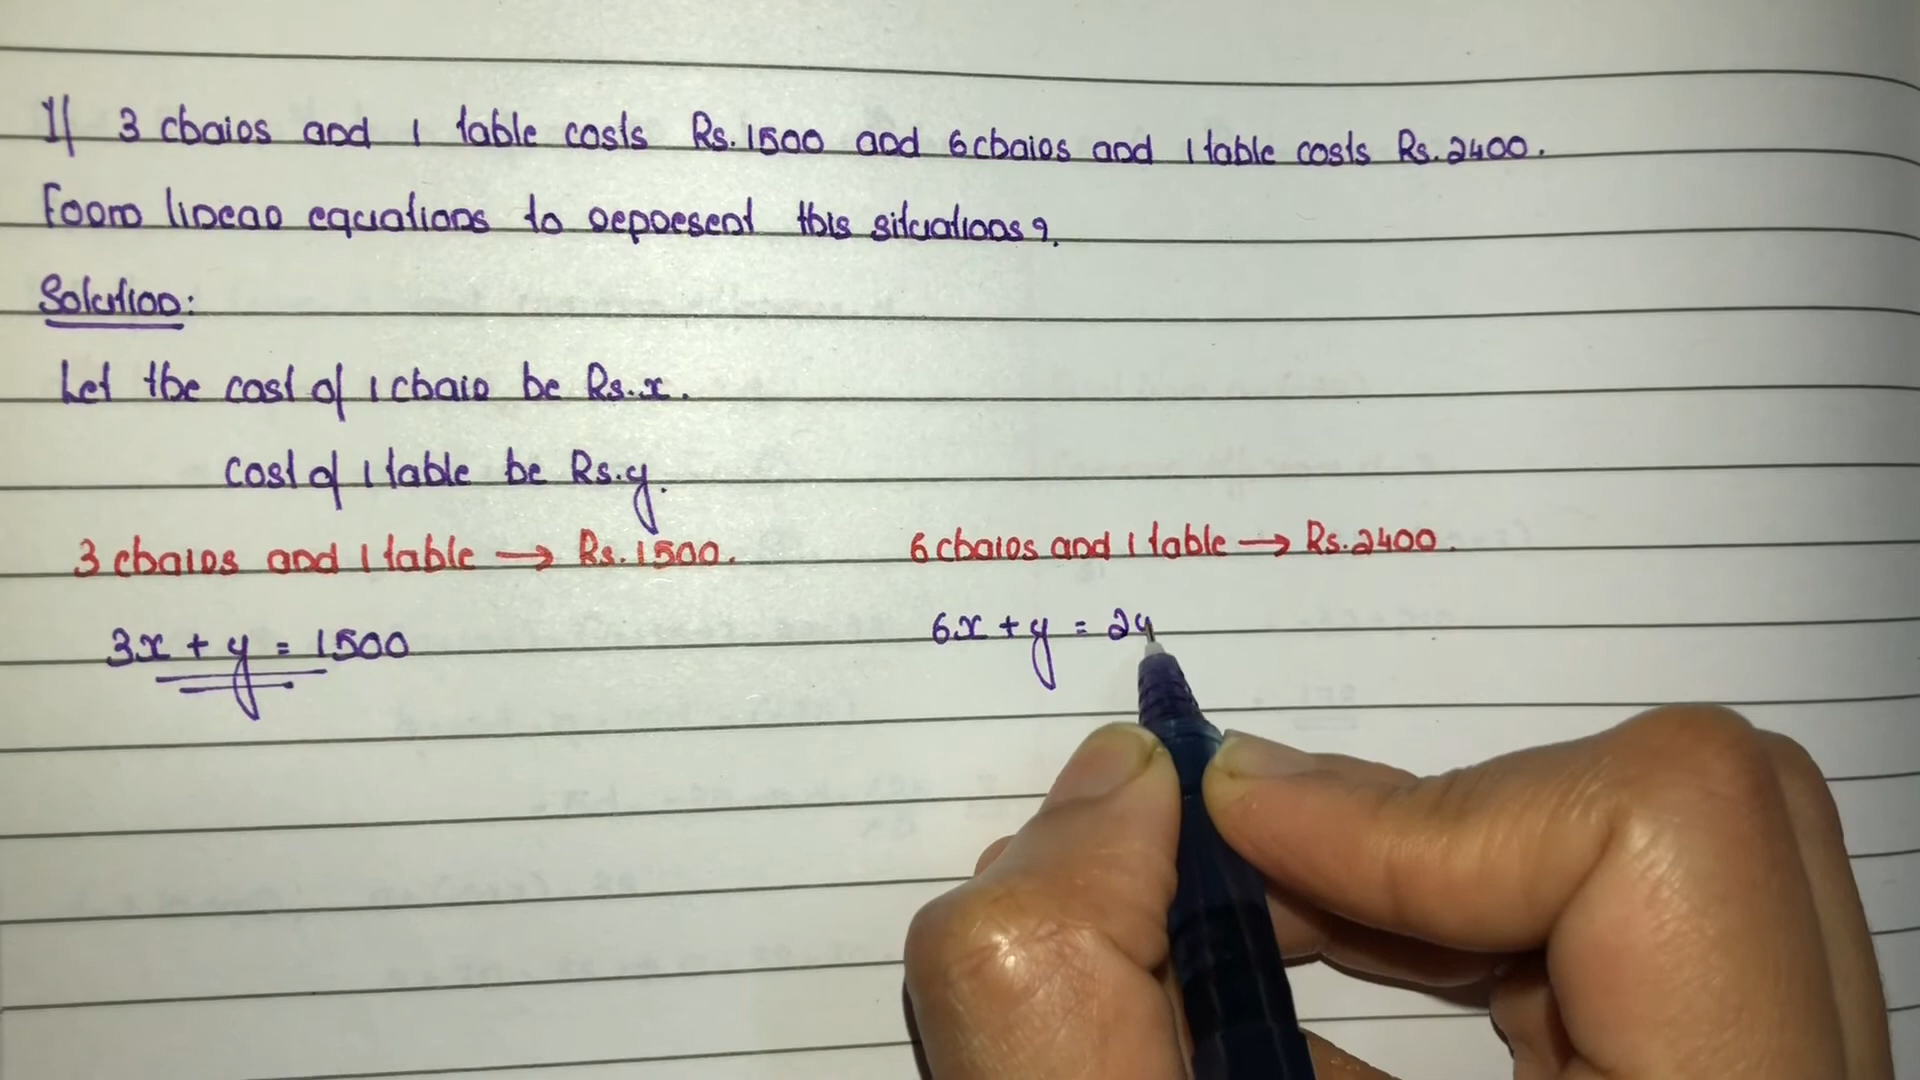 If 3 chairs and 1 table costs Rs.1500 and 6 chairs and 1 table costs Rs.2400.
Form linear equations to represent this situations?.
Solution:
Let the cost of 1 chair be Rs.x.
cost of 1 table be Rs.y.
3 chairs and 1 table → Rs.1500. 6 chairs and 1 table → Rs.2400.
3x + y = 1500 6x + y = 24